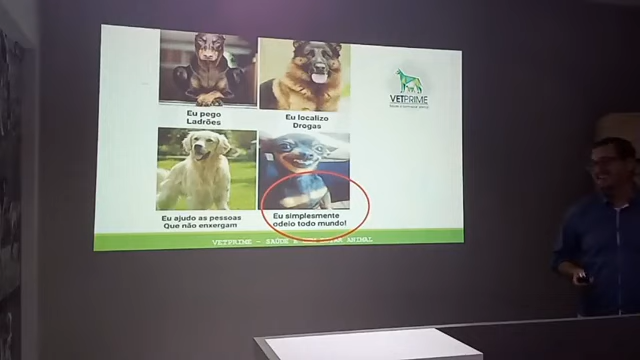 Eu pego
Ladrões
Eu localizo
Drogas
VETPRIME
Eu ajudo as pessoas
Que não enxergam
Eu simplesmente
odeio todo mundo!
VETPRIME - SAÚDE ANIMAL